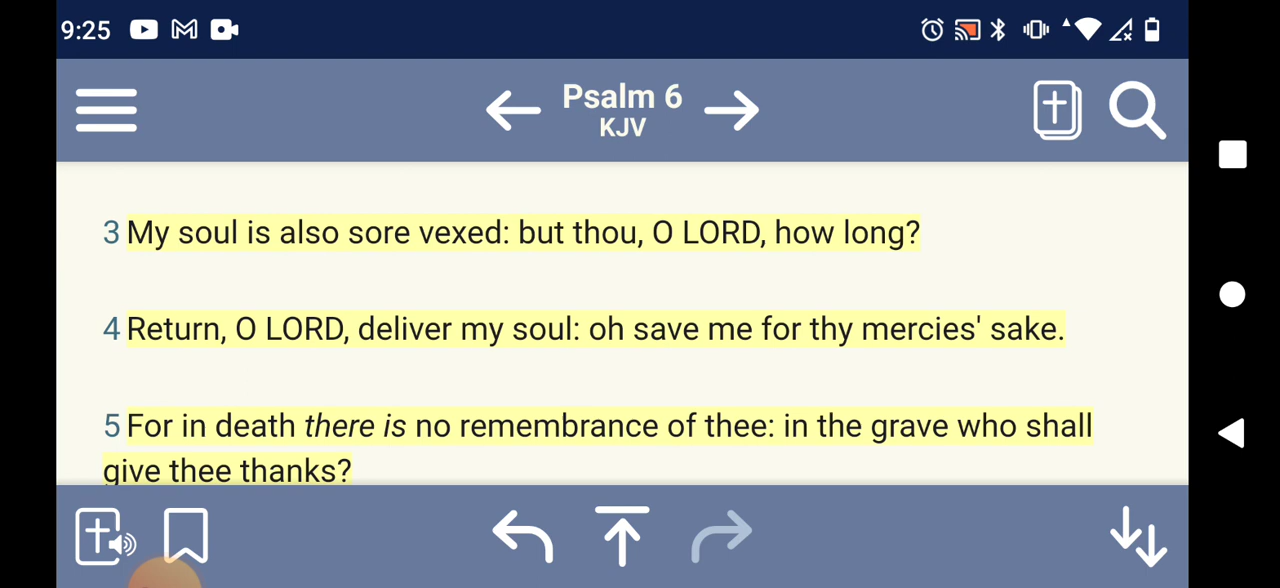 9:25
Psalm 6
KJV
3 My soul is also sore vexed: but thou, O LORD, how long?
4 Return, O LORD, deliver my soul: oh save me for thy mercies' sake.
5 For in death there is no remembrance of thee: in the grave who shall
give thee thanks?